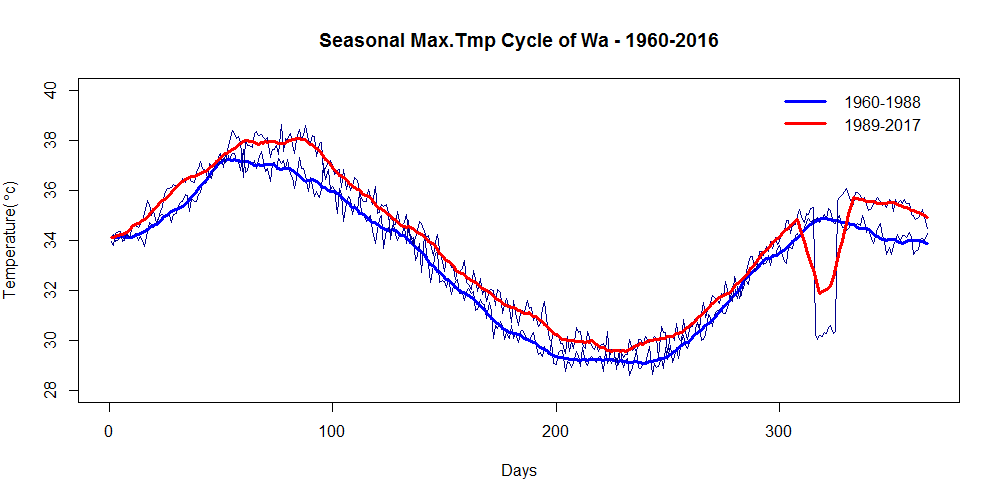 Seasonal Max.Tmp Cycle of Wa - 1960-2016
40
38
36
34
32
30
28
Temperature( °c)
1960-1988
1989-2017
0 100 200 300
Days